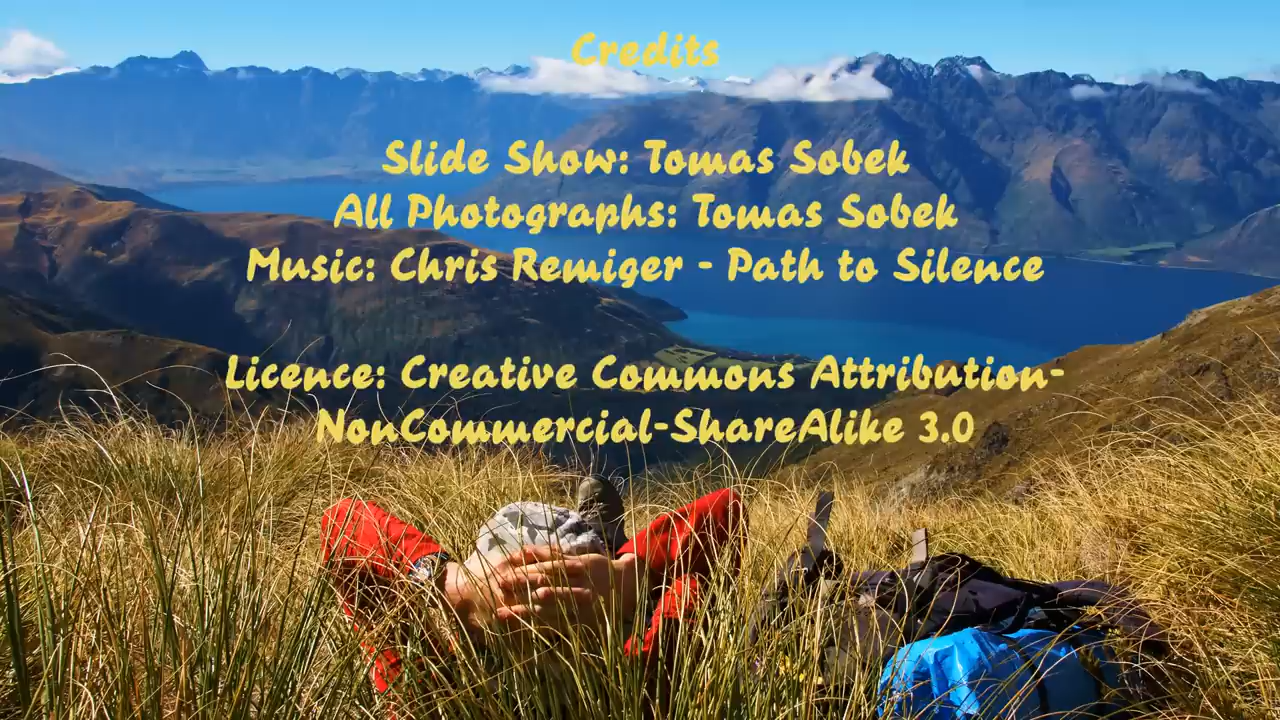 Credits
Slide Show: Tomas Sobek
All Photographs: Tomas Sobek
Music: Chris Remiger - Path to Silence
Licence: Creative Commons Attribution-
NonCommercial-ShareAlike 3.0